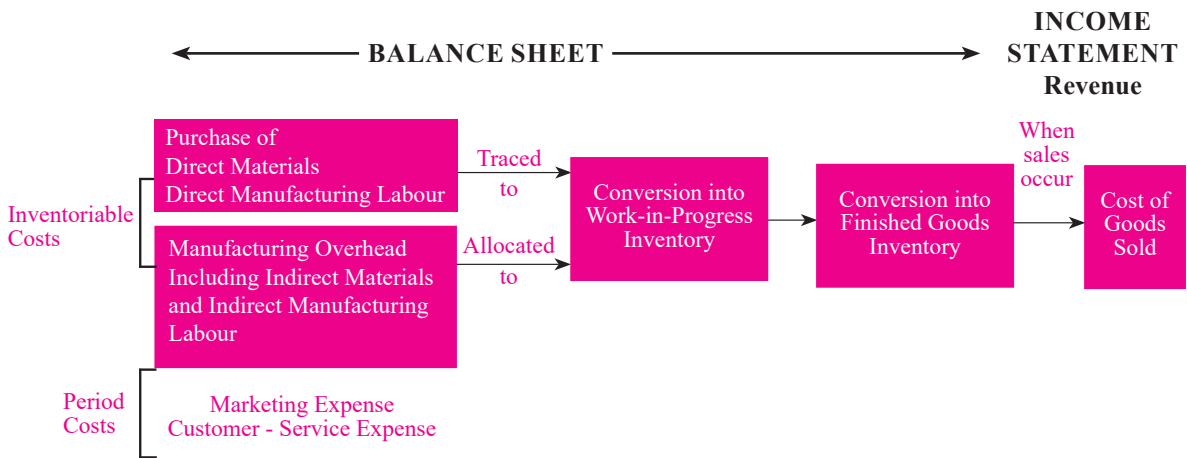 INCOME
STATEMENT
Revenue
BALANCE SHEET
Purchase of
Direct Materials
Direct Manufacturing Labour
Traced
to
Inventoriable
Costs
Manufacturing Overhead
Including Indirect Materials
and Indirect Manufacturing
Labour
Allocated
to
Conversion into
Work-in-Progress
Inventory
Conversion into
Finished Goods
Inventory
When
sales
occur
Cost of
Goods
Sold
Period
Costs
Marketing Expense
Customer - Service Expense